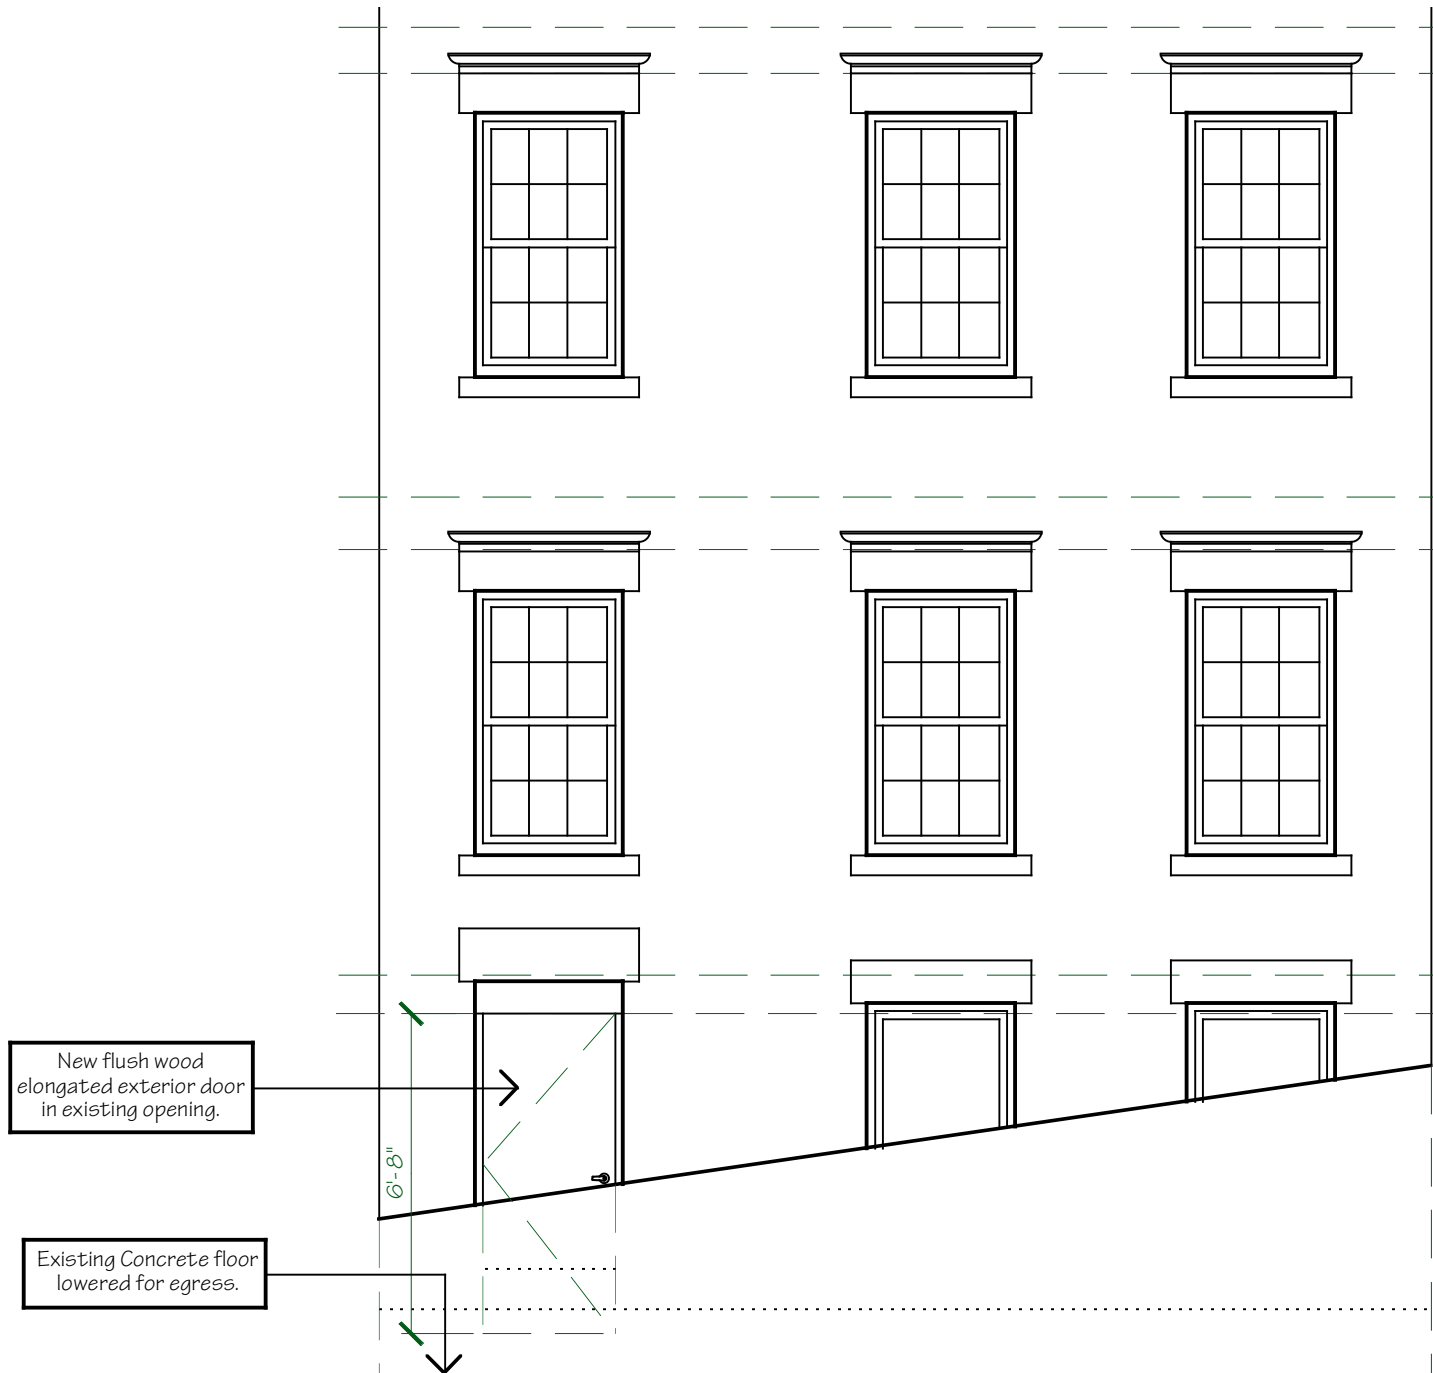 New flush wood
elongated exterior door
in existing opening.
6'-8"
Existing Concrete floor
lowered for egress.